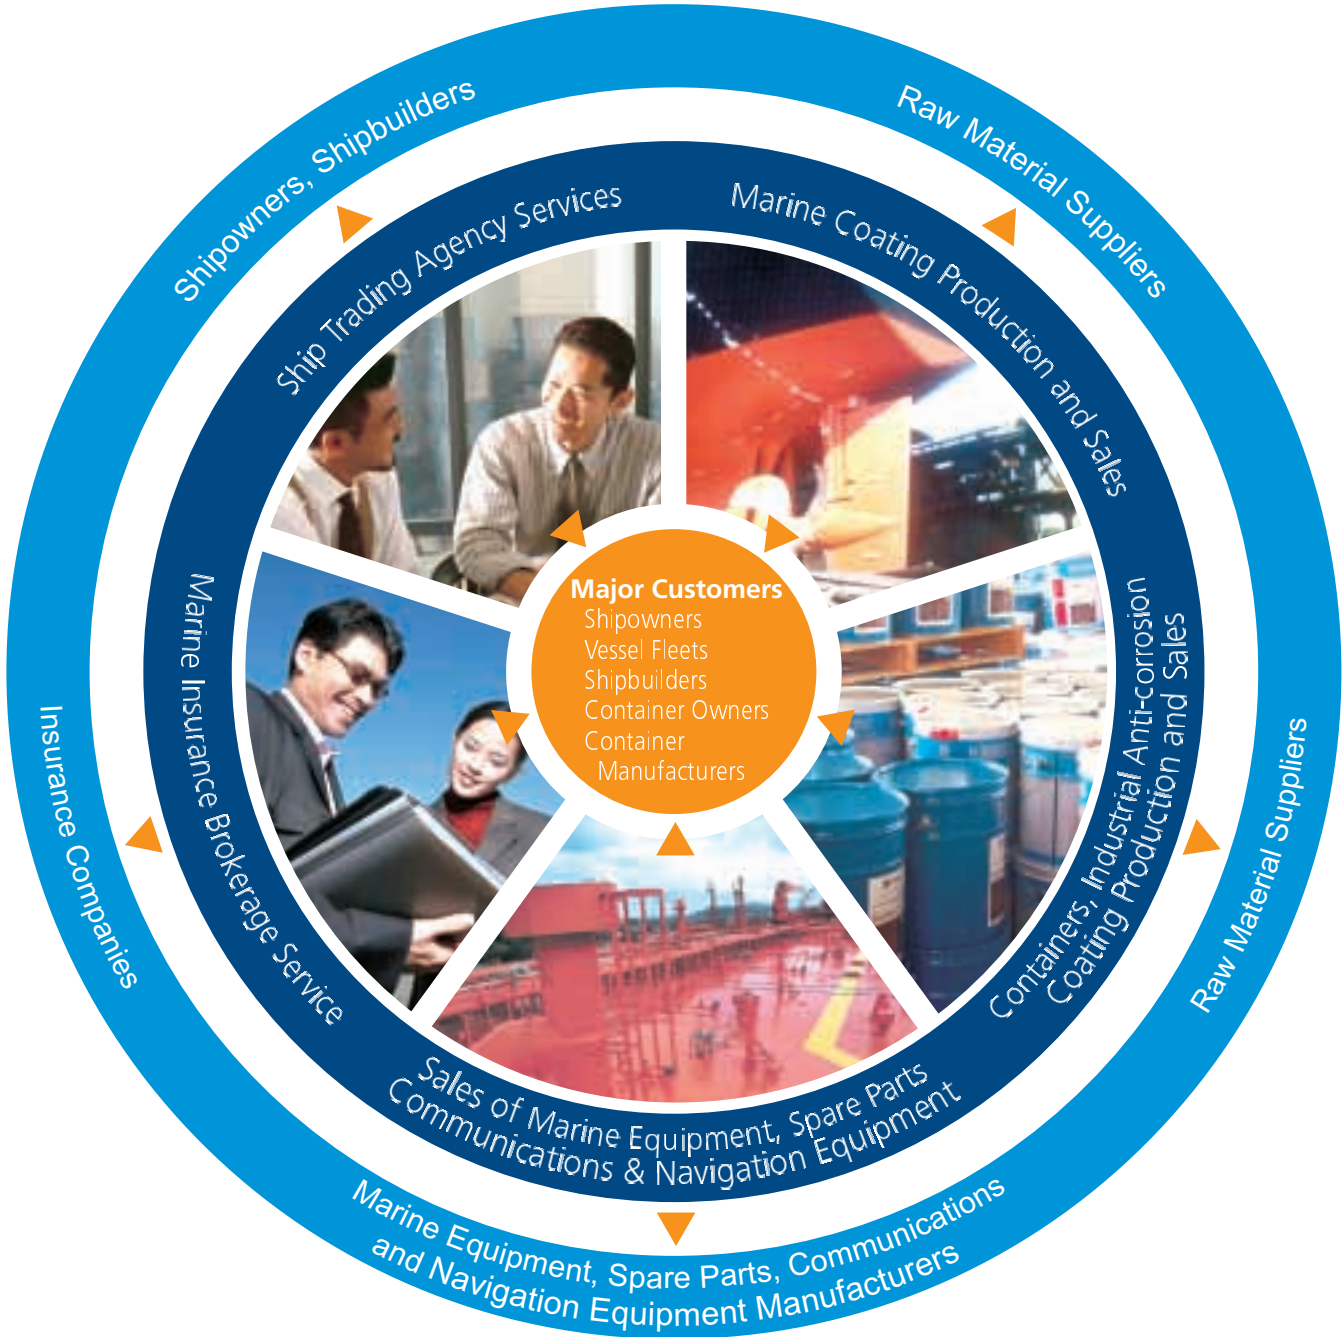 Shipowners, Shipbuilders
Raw Material Suppliers
Ship Trading Agency Services
Marine Coating Production and Sales
Major Customers
Shipowners
Vessel Fleets
Shipbuilders
Container Owners
Container
Manufacturers
Marine Insurance Brokerage Service
Containers, Industrial Anti-corrosion
Coating Production and Sales
Insurance Companies
Raw Material Suppliers
Sales of Marine Equipment, Spare Parts
Communications & Navigation Equipment
Marine Equipment, Spare Parts, Communications
and Navigation Equipment Manufacturers